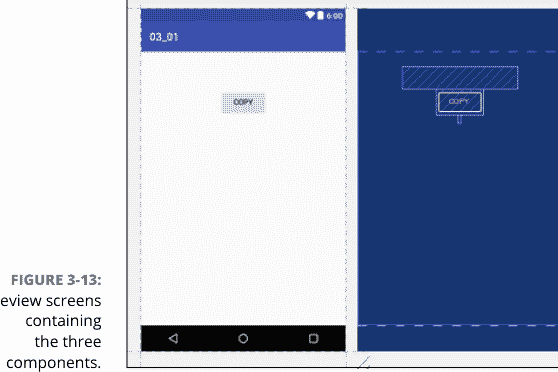 6:00
03_01
COPY
COPY
FIGURE 3-13:
eview screens
containing
the three
components.